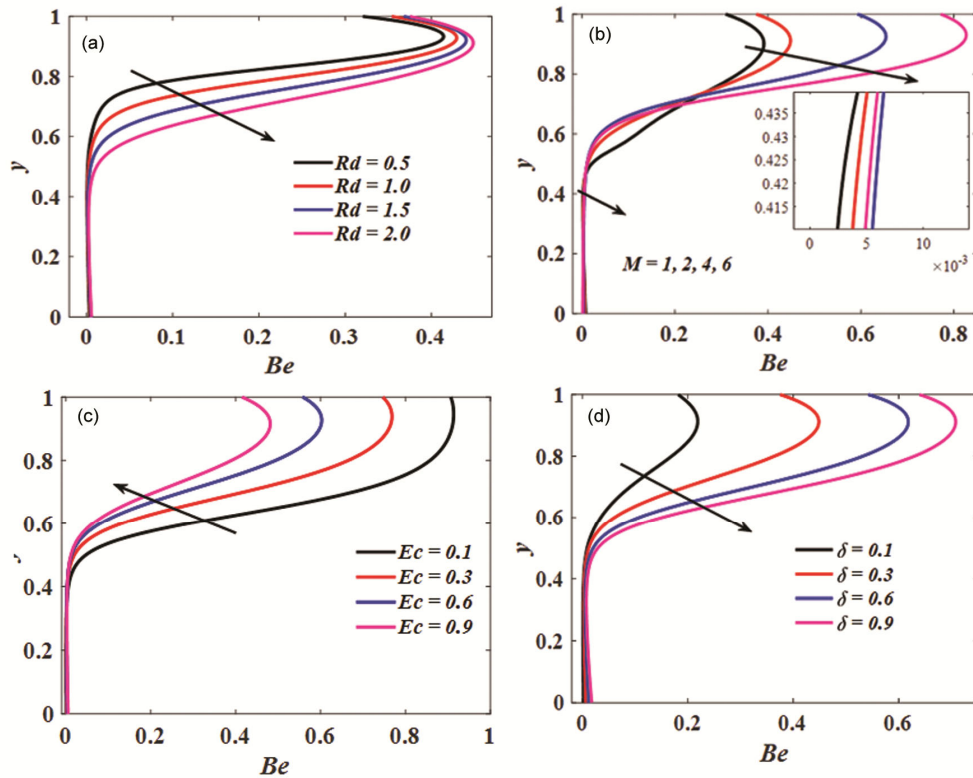 (a)
1
0.8
0.6
0.4
0.2
0
y
Rd = 0.5
Rd = 1.0
Rd = 1.5
Rd = 2.0
0 0.1 0.2 0.3 0.4
Be
(b)
1
0.8
0.6
0.4
0.2
0
y
0.435
0.43
0.425
0.42
0.415
0 5 10
×10⁻³
M = 1, 2, 4, 6
0 0.2 0.4 0.6 0.8
Be
(c)
1
0.8
0.6
0.4
0.2
0
Ec = 0.1
Ec = 0.3
Ec = 0.6
Ec = 0.9
0 0.2 0.4 0.6 0.8 1
Be
(d)
1
0.8
0.6
0.4
0.2
0
y
δ = 0.1
δ = 0.3
δ = 0.6
δ = 0.9
0 0.2 0.4 0.6
Be